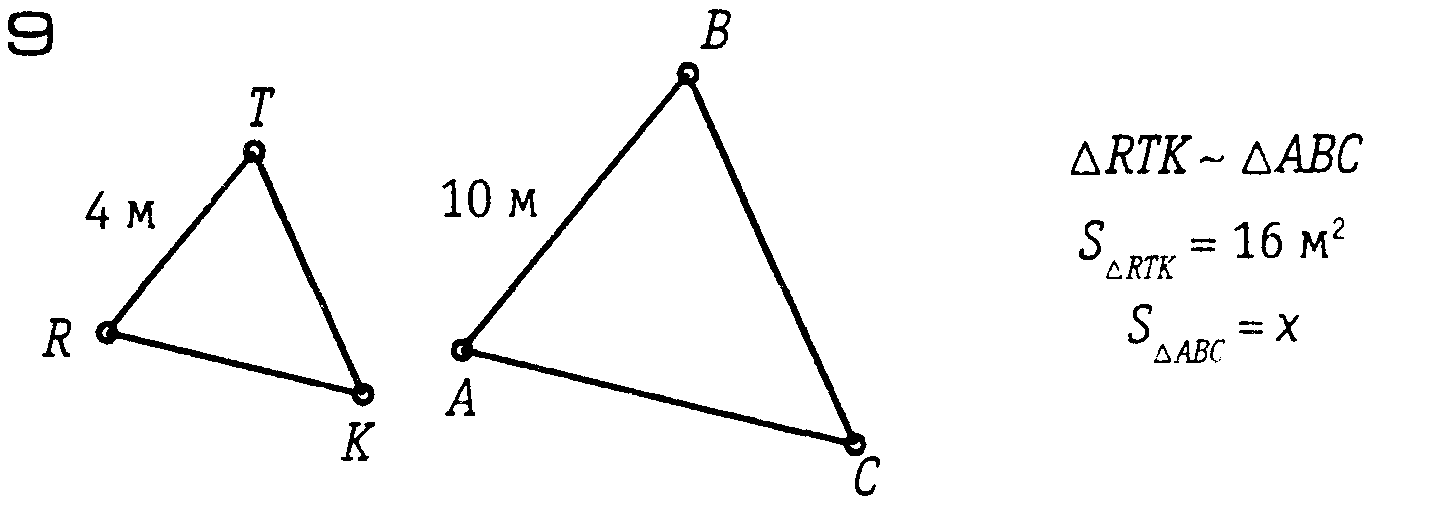 9
B
T
4 м
10 м
R
A
K
C
△RTK ~ △ABC
S△RTK = 16 м²
S△ABC = x